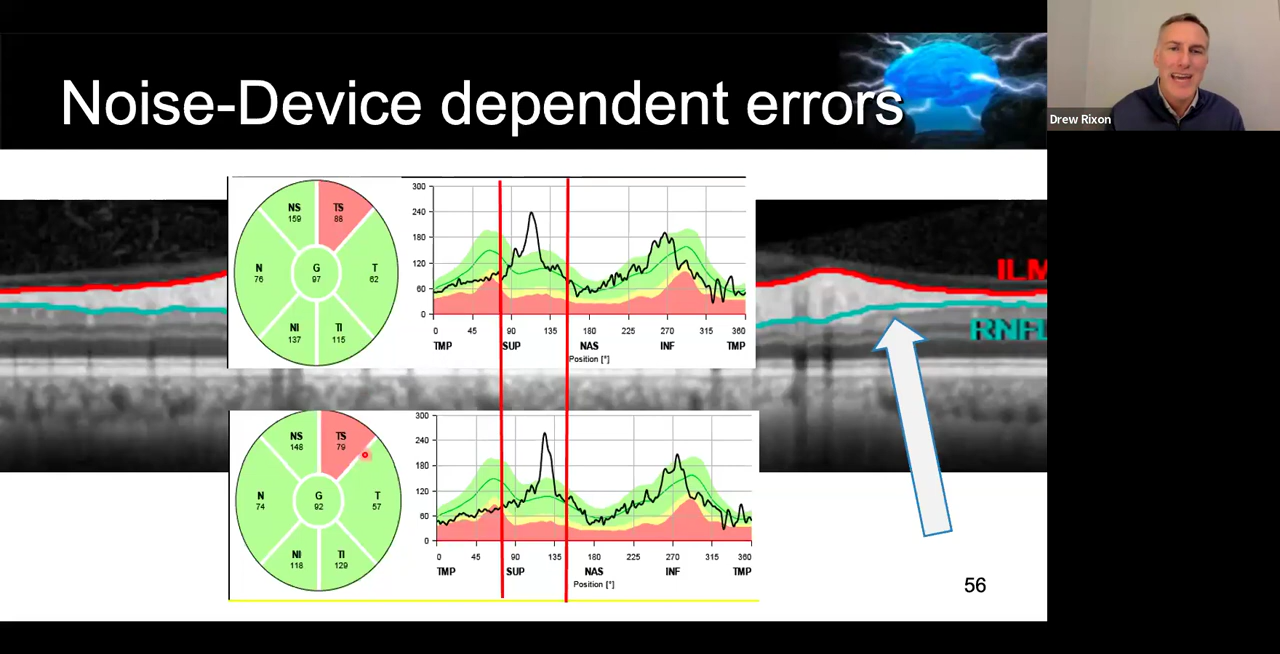 Noise-Device dependent errors
Drew Rixon
NS
159
TS
88
N
76
G
97
T
62
NI
137
TI
115
300
240
180
120
60
0
0 45 90 135 180 225 270 315 360
TMP SUP NAS INF TMP
Position [°]
ILM
RNFL
NS
148
TS
79
N
74
G
92
T
57
NI
118
TI
129
300
240
180
120
60
0
0 45 90 135 180 225 270 315 360
TMP SUP NAS INF TMP
Position [°]
56